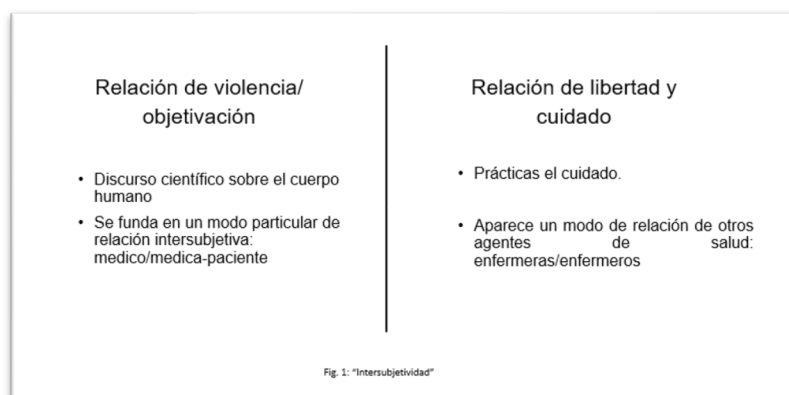 Relación de violencia/
objetivación
• Discurso científico sobre el cuerpo
humano
• Se funda en un modo particular de
relación intersubjetiva:
medico/medica-paciente
Relación de libertad y
cuidado
• Prácticas el cuidado.
• Aparece un modo de relación de otros
agentes de salud:
enfermeras/enfermeros
Fig. 1: “Intersubjetividad”